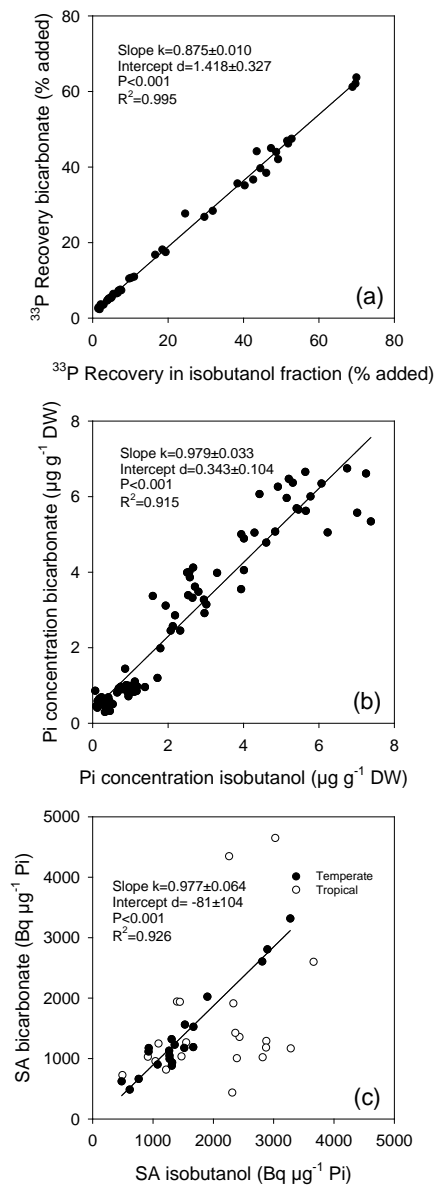 80
60
40
20
0
³³P Recovery bicarbonate (% added)
Slope k=0.875±0.010
Intercept d=1.418±0.327
P<0.001
R²=0.995
(a)
0 20 40 60 80
³³P Recovery in isobutanol fraction (% added)
8
6
4
2
0
Pi concentration bicarbonate (µg g⁻¹ DW)
Slope k=0.979±0.033
Intercept d=0.343±0.104
P<0.001
R²=0.915
(b)
0 2 4 6 8
Pi concentration isobutanol (µg g⁻¹ DW)
5000
4000
3000
2000
1000
0
SA bicarbonate (Bq µg⁻¹ Pi)
Slope k=0.977±0.064
Intercept d= -81±104
P<0.001
R²=0.926
Temperate
Tropical
(c)
0 1000 2000 3000 4000 5000
SA isobutanol (Bq µg⁻¹ Pi)